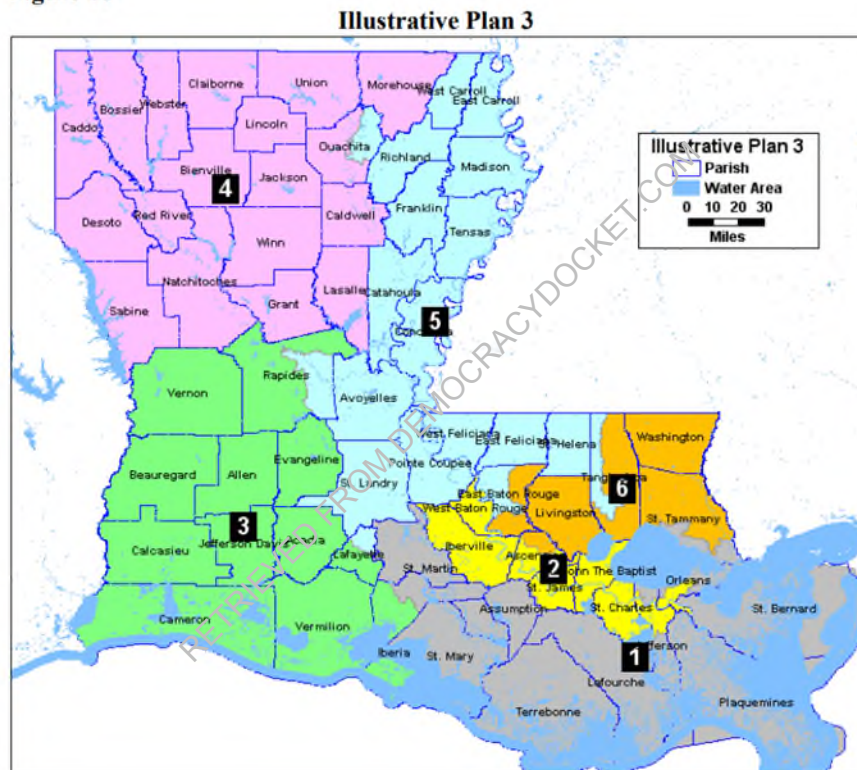 Illustrative Plan 3
Claiborne
Union
Morehouse
West Carroll
East Carroll
Bossier
Webster
Caddo
Lincoln
Ouachita
Richland
Madison
Bienville
Jackson
4
Franklin
Caldwell
Desoto
Red River
Tensas
Winn
Natchitoches
Lasalle
Catahoula
Sabine
Grant
5
Illustrative Plan 3
Parish
Water Area
0 10 20 30
Miles
Rapides
Vernon
Avoyelles
West Feliciana
East Feliciana
St. Helena
Washington
Beauregard
Allen
Evangeline
St. Landry
Pointe Coupee
6
East Baton Rouge
West Baton Rouge
Livingston
St. Tammany
3
Calcasieu
Jefferson Davi
Acadia
Lafayette
Iberville
2
St. Martin
St. James
Orleans
Assumption
St. Charles
St. Bernard
Cameron
Vermilion
Iberia
St. Mary
1
Lafourche
Terrebonne
Plaquemines
RETRIEVED FROM DEMOCRACYDOCKET.COM